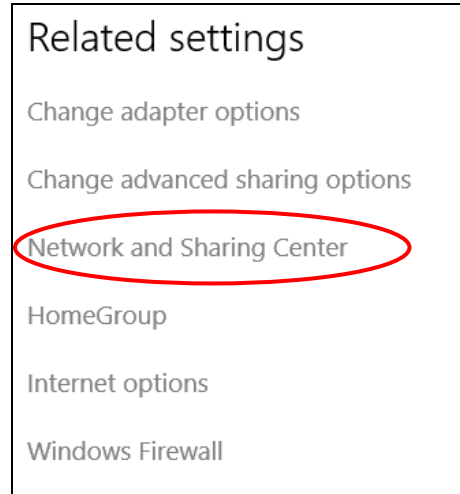 Related settings
Change adapter options
Change advanced sharing options
Network and Sharing Center
HomeGroup
Internet options
Windows Firewall